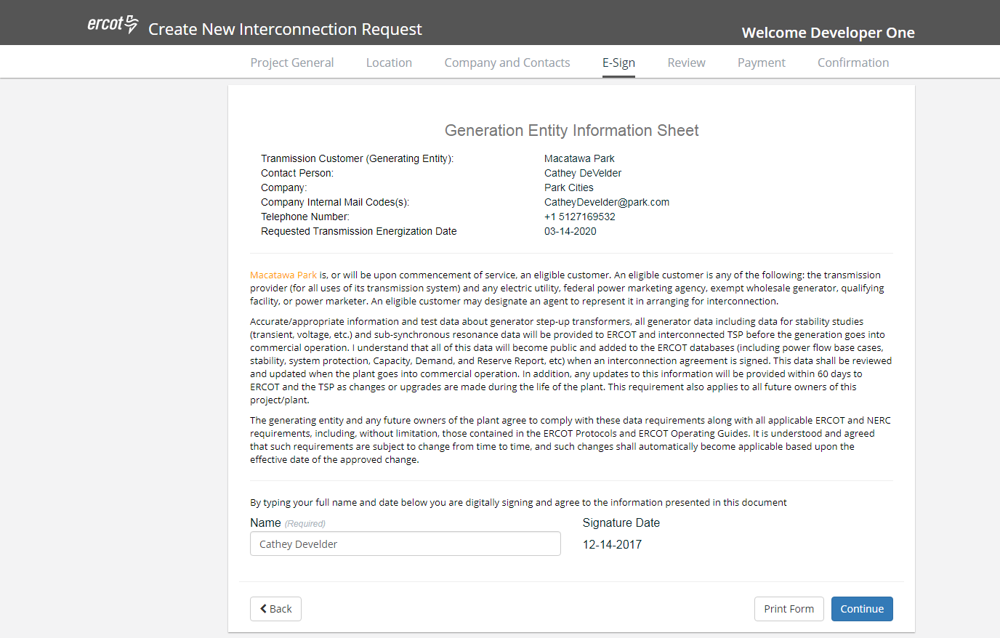 ercot Create New Interconnection Request
Welcome Developer One
Project General Location Company and Contacts E-Sign Review Payment Confirmation
Generation Entity Information Sheet
Tranmission Customer (Generating Entity): Macatawa Park
Contact Person: Cathey DeVelder
Company: Park Cities
Company Internal Mail Codes(s): CatheyDevelder@park.com
Telephone Number: +1 5127169532
Requested Transmission Energization Date 03-14-2020
Macatawa Park is, or will be upon commencement of service, an eligible customer. An eligible customer is any of the following: the transmission
provider (for all uses of its transmission system) and any electric utility, federal power marketing agency, exempt wholesale generator, qualifying
facility, or power marketer. An eligible customer may designate an agent to represent it in arranging for interconnection.
Accurate/appropriate information and test data about generator step-up transformers, all generator data including data for stability studies
(transient, voltage, etc.) and sub-synchronous resonance data will be provided to ERCOT and interconnected TSP before the generation goes into
commercial operation. I understand that all of this data will become public and added to the ERCOT databases (including power flow base cases,
stability, system protection, Capacity, Demand, and Reserve Report, etc) when an interconnection agreement is signed. This data shall be reviewed
and updated when the plant goes into commercial operation. In addition, any updates to this information will be provided within 60 days to
ERCOT and the TSP as changes or upgrades are made during the life of the plant. This requirement also applies to all future owners of this
project/plant.
The generating entity and any future owners of the plant agree to comply with these data requirements along with all applicable ERCOT and NERC
requirements, including, without limitation, those contained in the ERCOT Protocols and ERCOT Operating Guides. It is understood and agreed
that such requirements are subject to change from time to time, and such changes shall automatically become applicable based upon the
effective date of the approved change.
By typing your full name and date below you are digitally signing and agree to the information presented in this document
Name (Required) Signature Date
Cathey Develder 12-14-2017
Back Print Form Continue